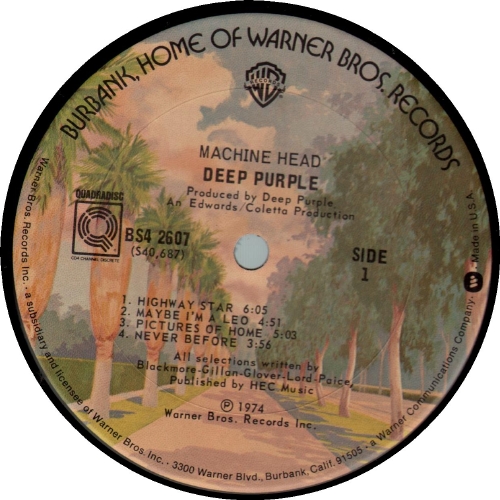 BURBANK, HOME OF WARNER BROS. RECORDS
WB
RECORDS
MACHINE HEAD
DEEP PURPLE
Produced by Deep Purple
An Edwards/Coletta Production
QUADRADISC
CD4 CHANNEL DISCRETE
BS4 2607
(S40,687)
SIDE
1
1. HIGHWAY STAR 6:05
2. MAYBE I'M A LEO 4:51
3. PICTURES OF HOME 5:03
4. NEVER BEFORE 3:56
All selections written by
Blackmore-Gillan-Glover-Lord-Paice,
Published by HEC Music
Ⓟ 1974
Warner Bros. Records Inc.
Warner Bros. Records Inc. · a subsidiary and licensee of Warner Bros. Inc. · 3300 Warner Blvd., Burbank, Calif. 91505 · a Warner Communications Company · Made in U.S.A.